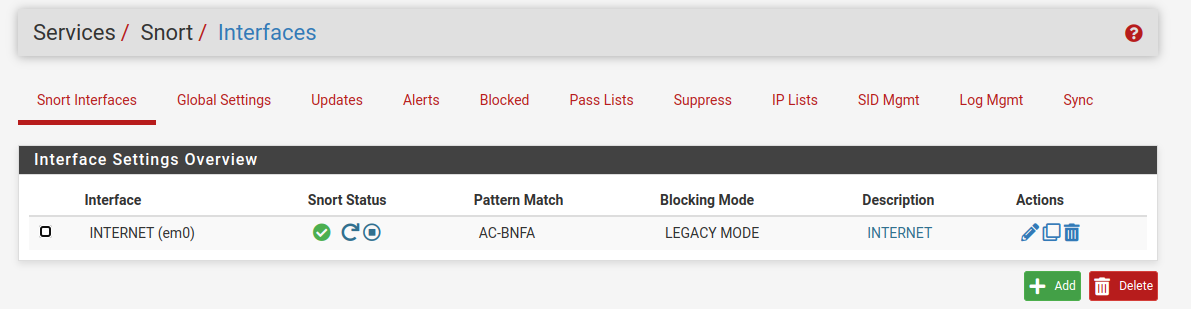 Services / Snort / Interfaces
Snort Interfaces Global Settings Updates Alerts Blocked Pass Lists Suppress IP Lists SID Mgmt Log Mgmt Sync
Interface Settings Overview
Interface Snort Status Pattern Match Blocking Mode Description Actions
INTERNET (em0) AC-BNFA LEGACY MODE INTERNET
Add Delete